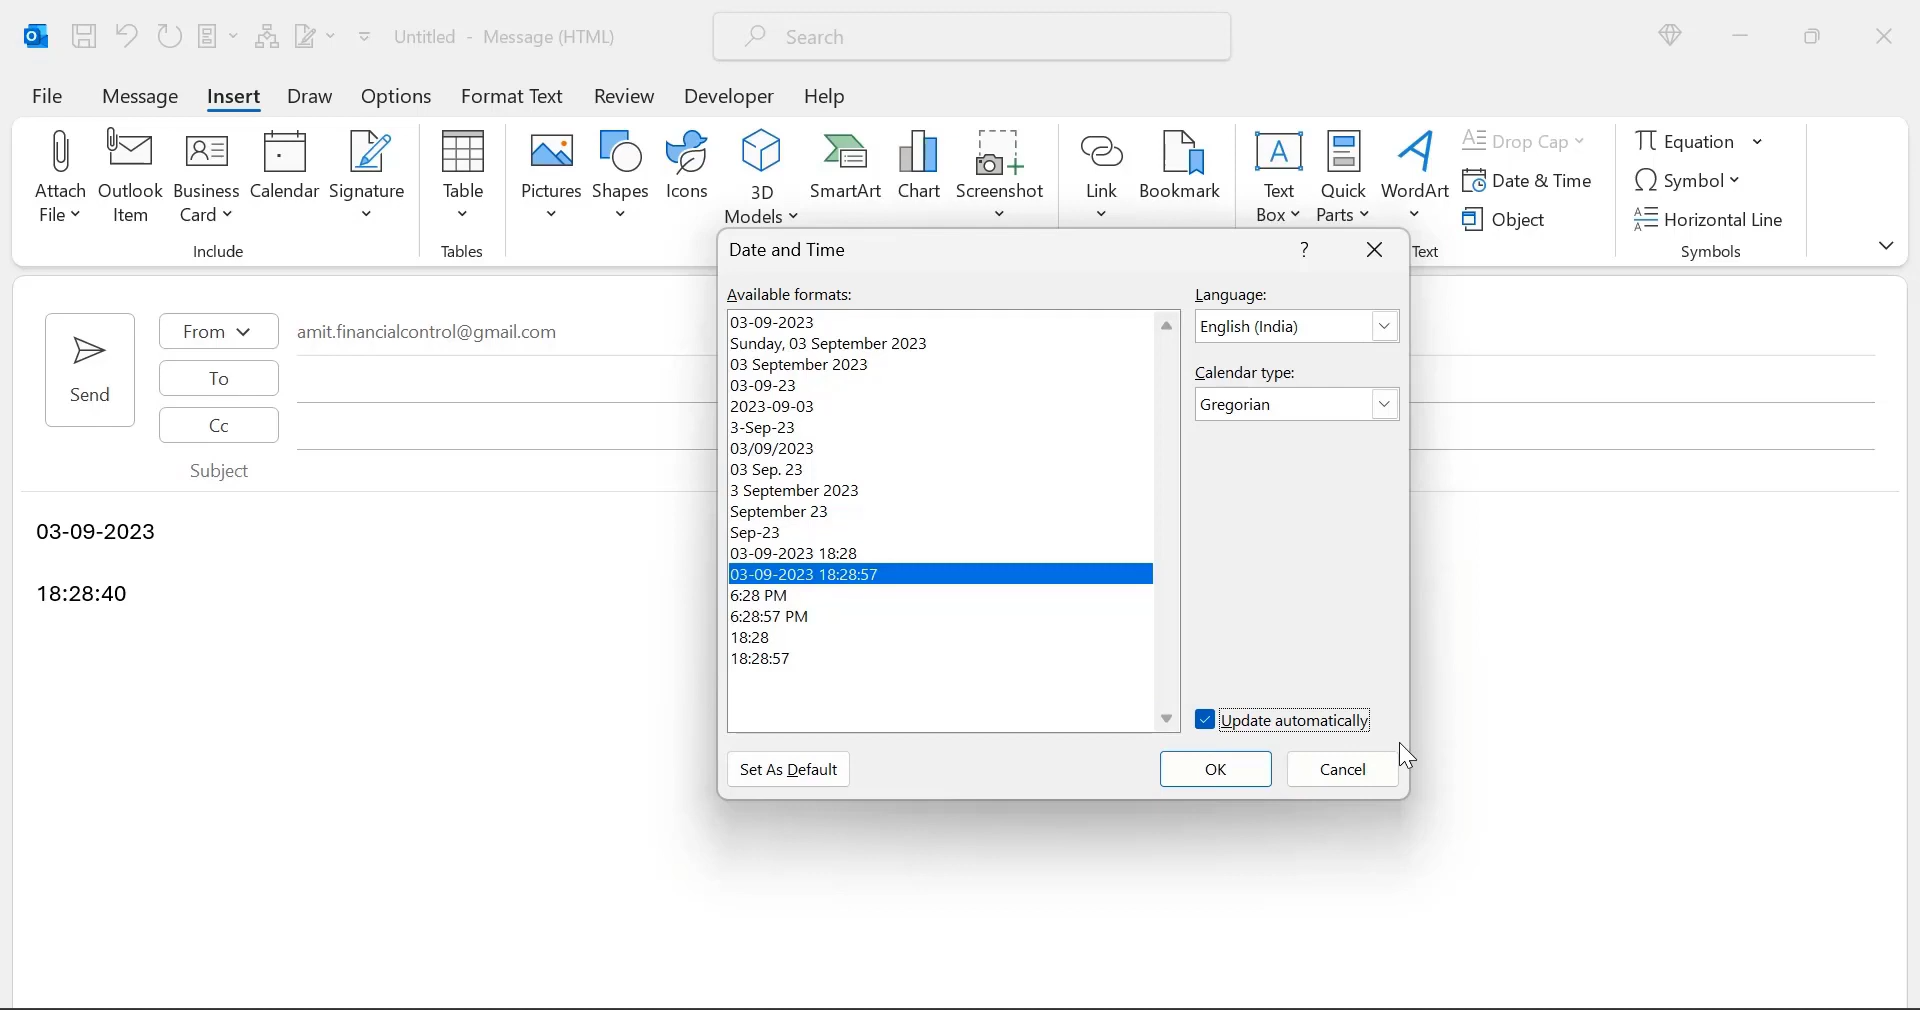 Untitled - Message (HTML)
Search
File Message Insert Draw Options Format Text Review Developer Help
Attach File
Outlook Item
Business Card
Calendar
Signature
Include
Table
Tables
Pictures
Shapes
Icons
3D Models
SmartArt
Chart
Screenshot
Link
Bookmark
Text Box
Quick Parts
WordArt
Drop Cap
Date & Time
Object
Text
Equation
Symbol
Horizontal Line
Symbols
Send
From
amit.financialcontrol@gmail.com
To
Cc
Subject
03-09-2023
18:28:40
Date and Time
?
Available formats:
03-09-2023
Sunday, 03 September 2023
03 September 2023
03-09-23
2023-09-03
3-Sep-23
03/09/2023
03 Sep. 23
3 September 2023
September 23
Sep-23
03-09-2023 18:28
03-09-2023 18:28:57
6:28 PM
6:28:57 PM
18:28
18:28:57
Language:
English (India)
Calendar type:
Gregorian
Update automatically
Set As Default
OK
Cancel